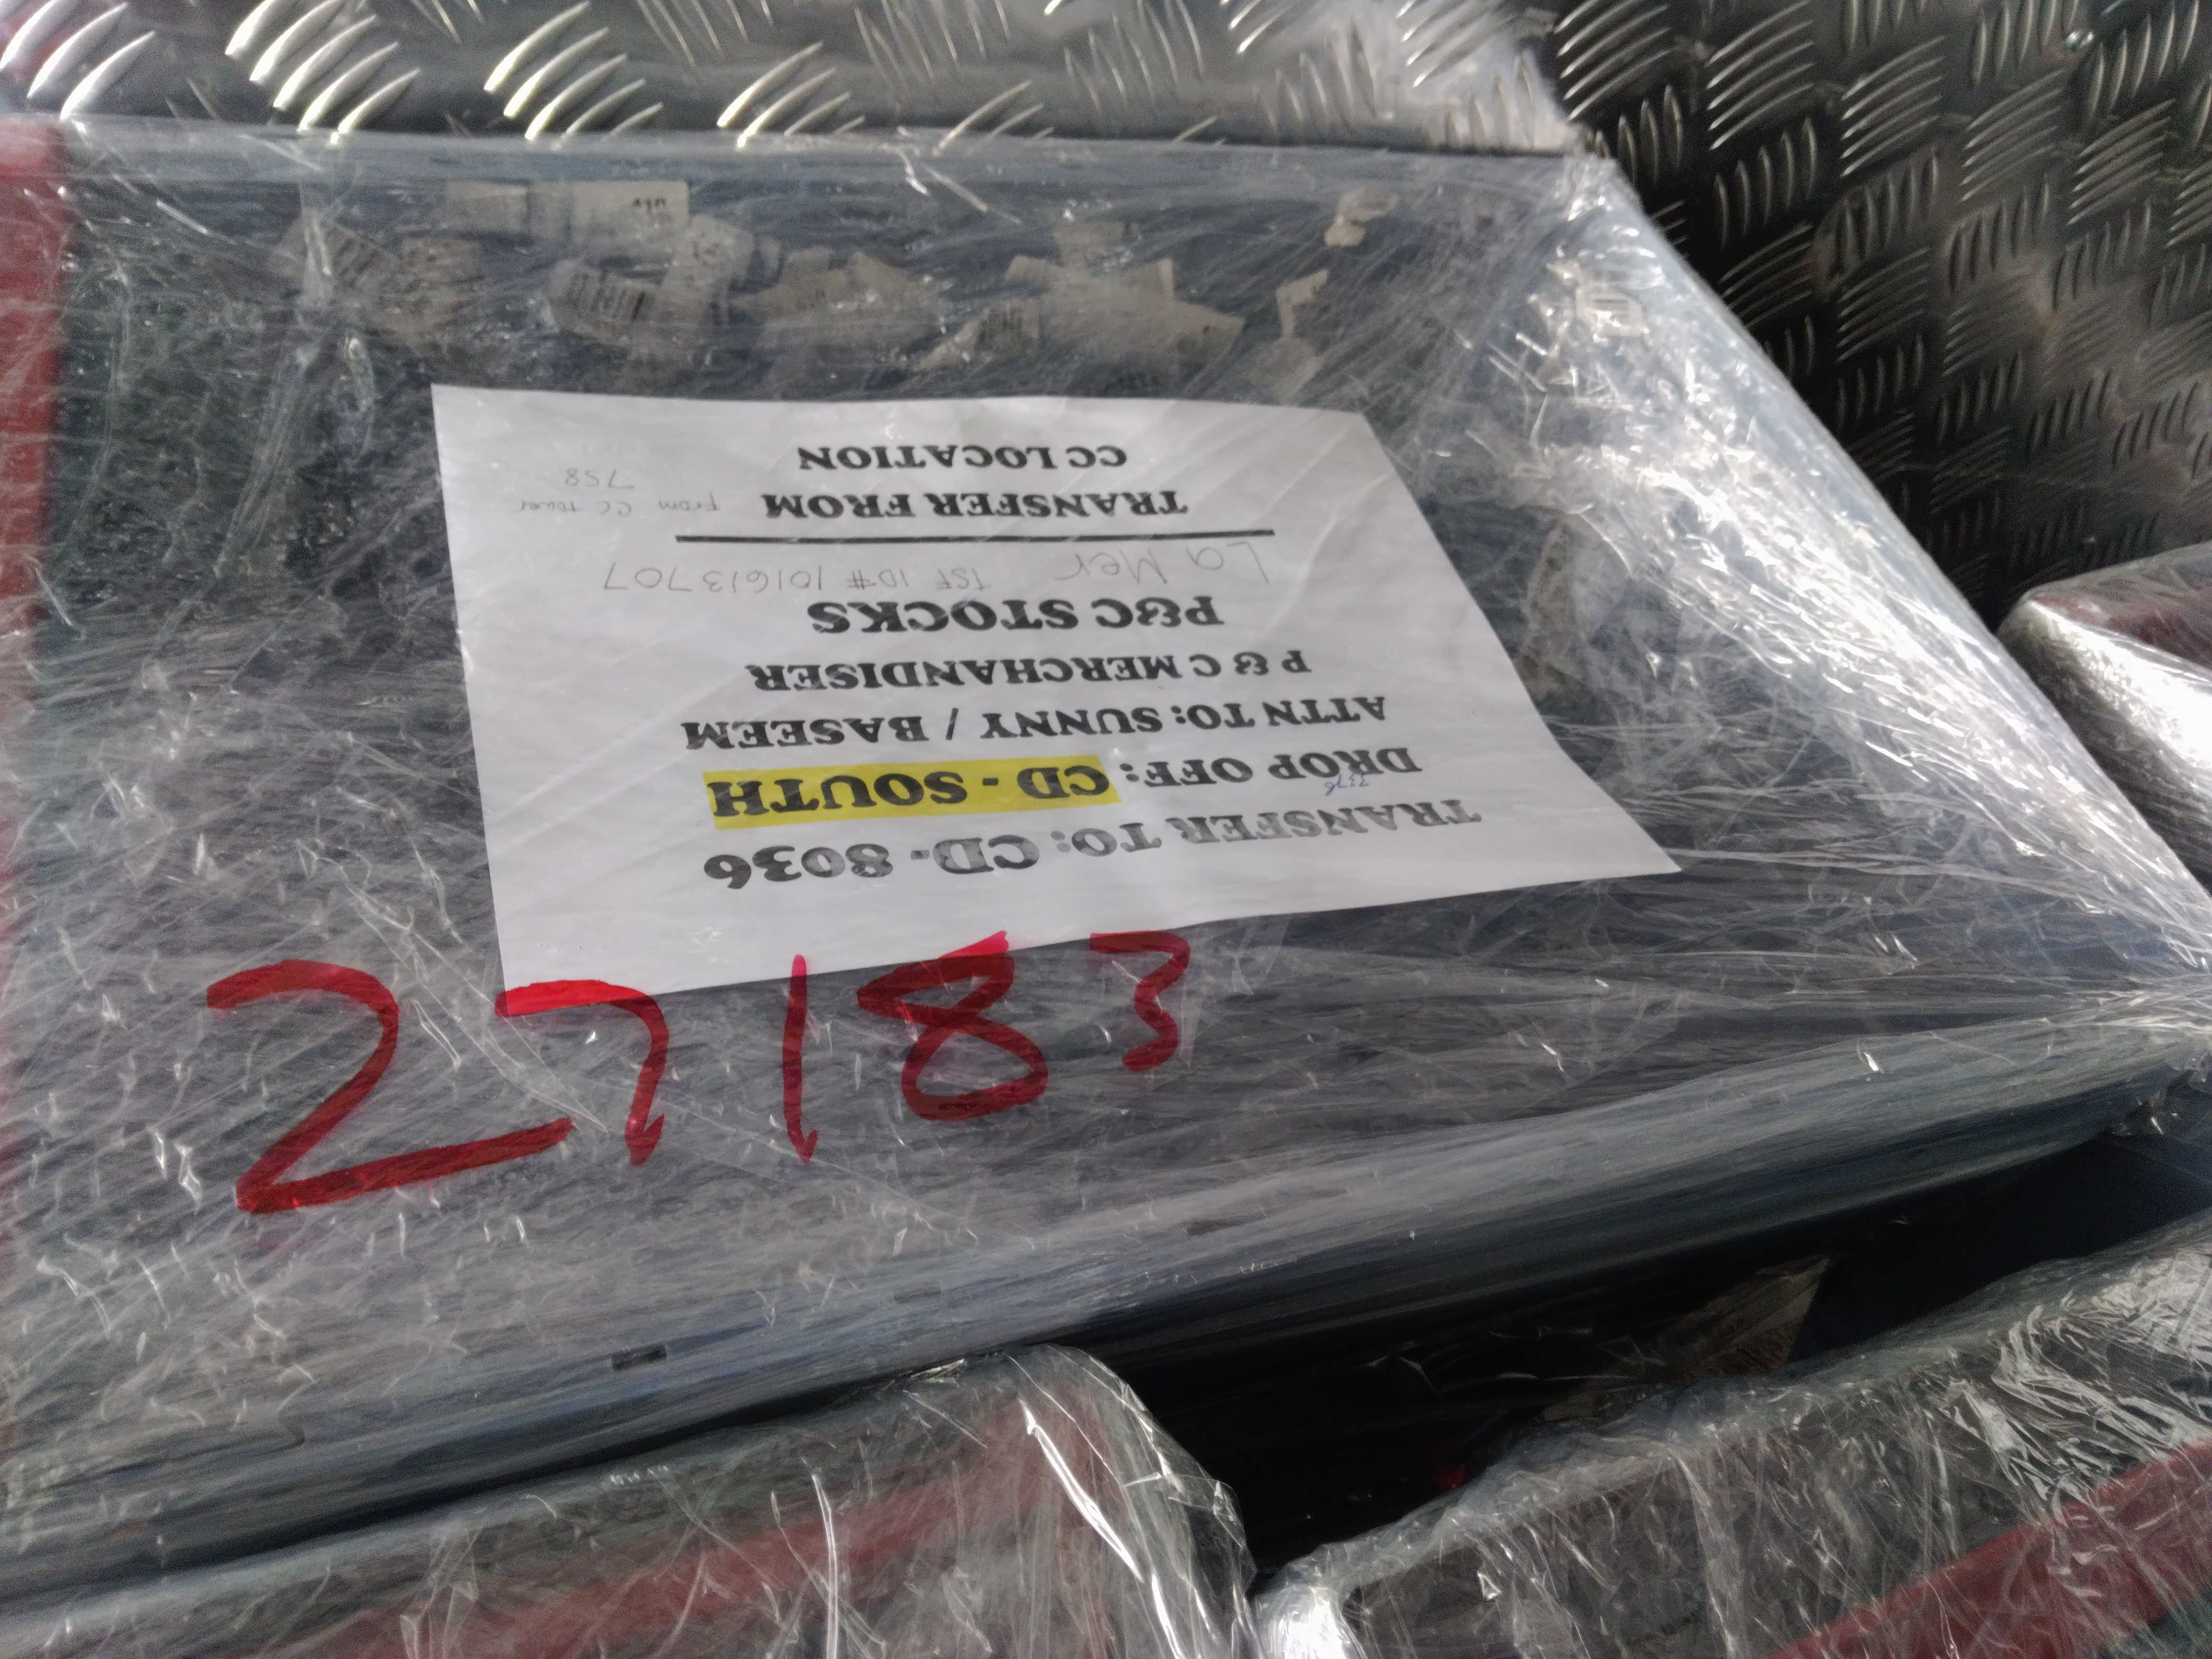 TRANSFER TO: CD - 8036
DROP OFF: CD - SOUTH
ATTN TO: SUNNY / BASEEM
P & C MERCHANDISER
P&C STOCKS
La Mer TSF ID# 101613707
TRANSFER FROM From CC tower
CC LOCATION 758
27183